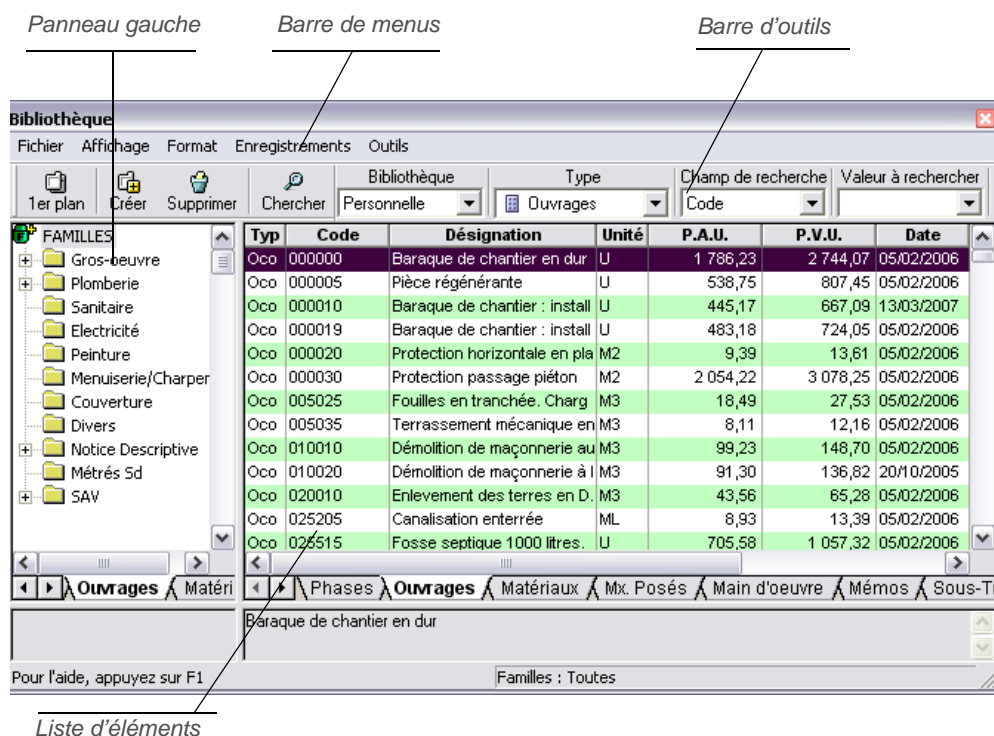 Panneau gauche Barre de menus Barre d'outils
Bibliothèque
Fichier Affichage Format Enregistrements Outils
Bibliothèque Type Champ de recherche Valeur à rechercher
1er plan Créer Supprimer Chercher Personnelle Ouvrages Code
FAMILLES
Gros-oeuvre
Plomberie
Sanitaire
Electricité
Peinture
Menuiserie/Charper
Couverture
Divers
Notice Descriptive
Métrés Sd
SAV
Ouvrages Matéri
Typ Code Désignation Unité P.A.U. P.V.U. Date
Oco 000000 Baraque de chantier en dur U 1 786,23 2 744,07 05/02/2006
Oco 000005 Pièce régénérante U 538,75 807,45 05/02/2006
Oco 000010 Baraque de chantier : install U 445,17 667,09 13/03/2007
Oco 000019 Baraque de chantier : install U 483,18 724,05 05/02/2006
Oco 000020 Protection horizontale en pla M2 9,39 13,61 05/02/2006
Oco 000030 Protection passage piéton M2 2 054,22 3 078,25 05/02/2006
Oco 005025 Fouilles en tranchée. Charg M3 18,49 27,53 05/02/2006
Oco 005035 Terrassement mécanique en M3 8,11 12,16 05/02/2006
Oco 010010 Démolition de maçonnerie au M3 99,23 148,70 05/02/2006
Oco 010020 Démolition de maçonnerie à l M3 91,30 136,82 20/10/2005
Oco 020010 Enlevement des terres en D. M3 43,56 65,28 05/02/2006
Oco 025205 Canalisation enterrée ML 8,93 13,39 05/02/2006
Oco 025515 Fosse septique 1000 litres. U 705,58 1 057,32 05/02/2006
Phases Ouvrages Matériaux Mx. Posés Main d'oeuvre Mémos Sous-T
Baraque de chantier en dur
Pour l'aide, appuyez sur F1 Familles : Toutes
Liste d'éléments